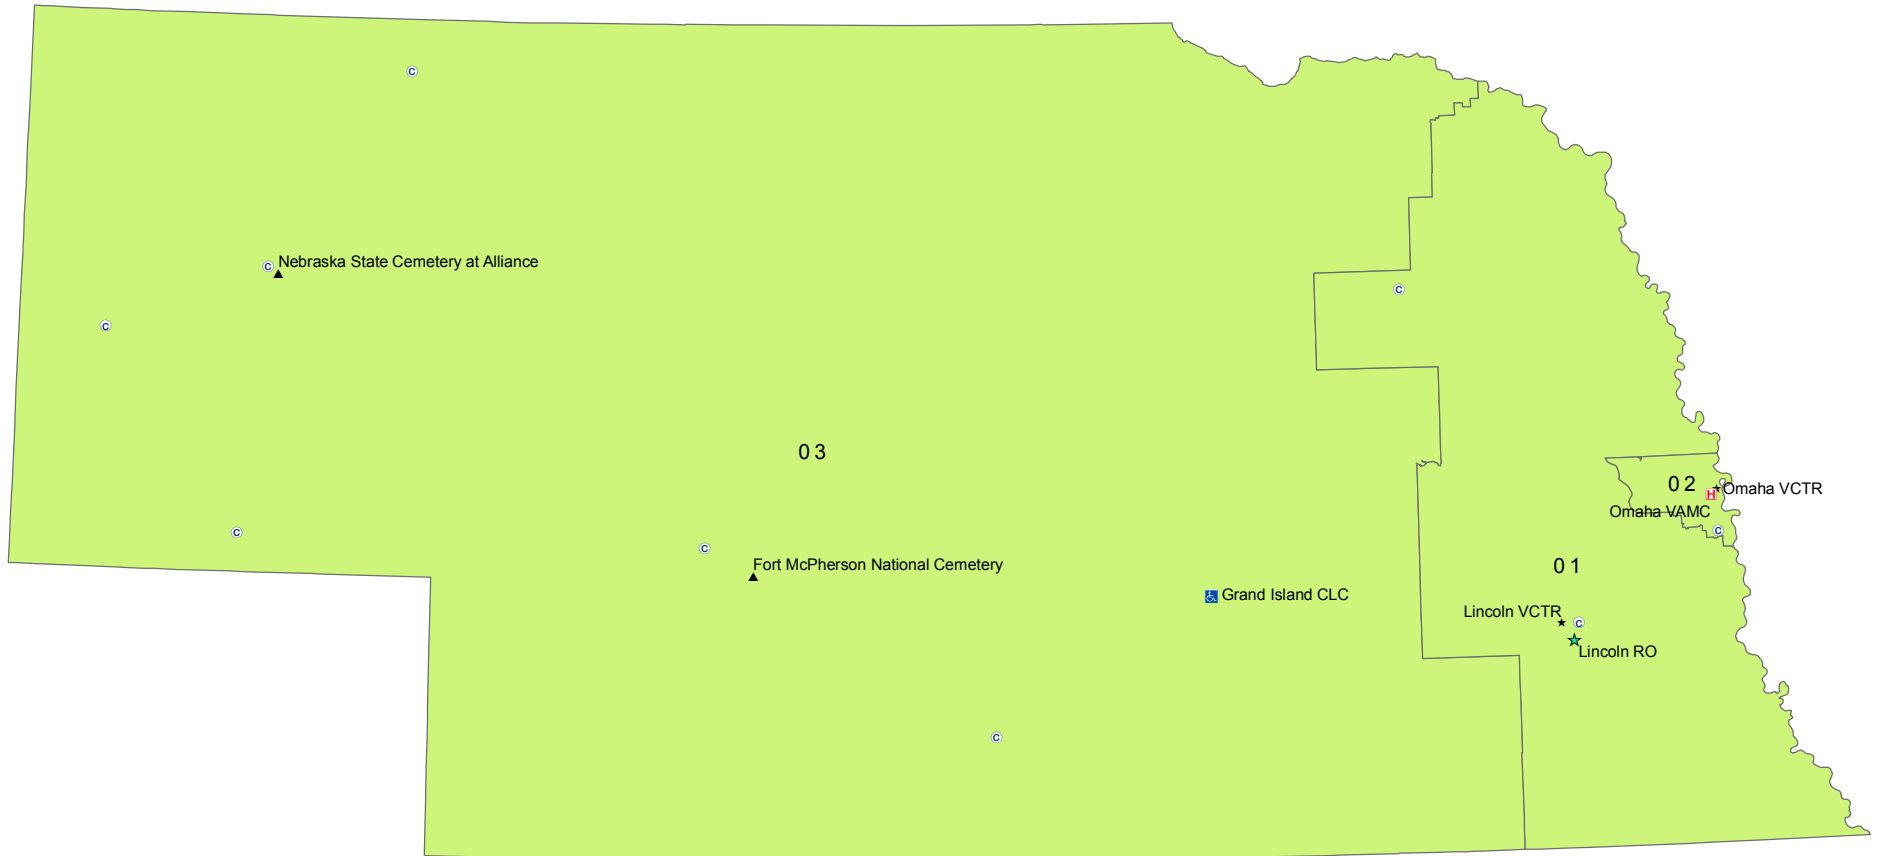 C
C Nebraska State Cemetery at Alliance
C
C
03
02
H
Omaha VCTR
Omaha VAMC
C
C
C
Fort McPherson National Cemetery
01
Grand Island CLC
Lincoln VCTR
C
Lincoln RO
C